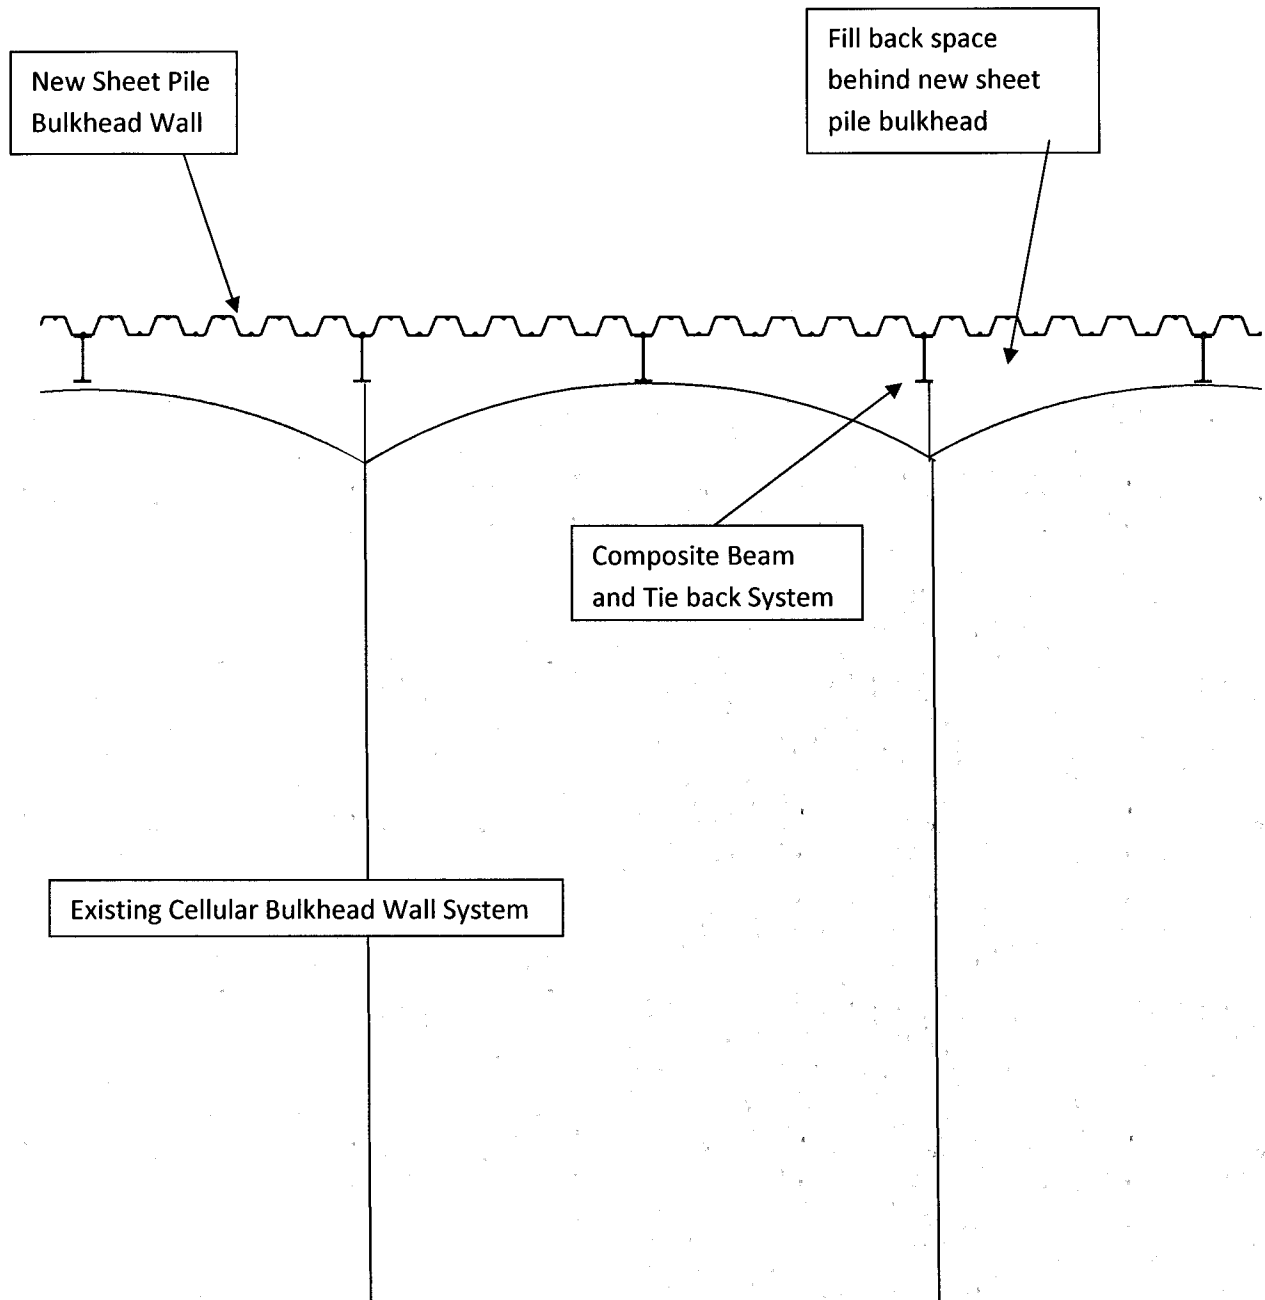 New Sheet Pile
Bulkhead Wall
Fill back space
behind new sheet
pile bulkhead
Composite Beam
and Tie back System
Existing Cellular Bulkhead Wall System